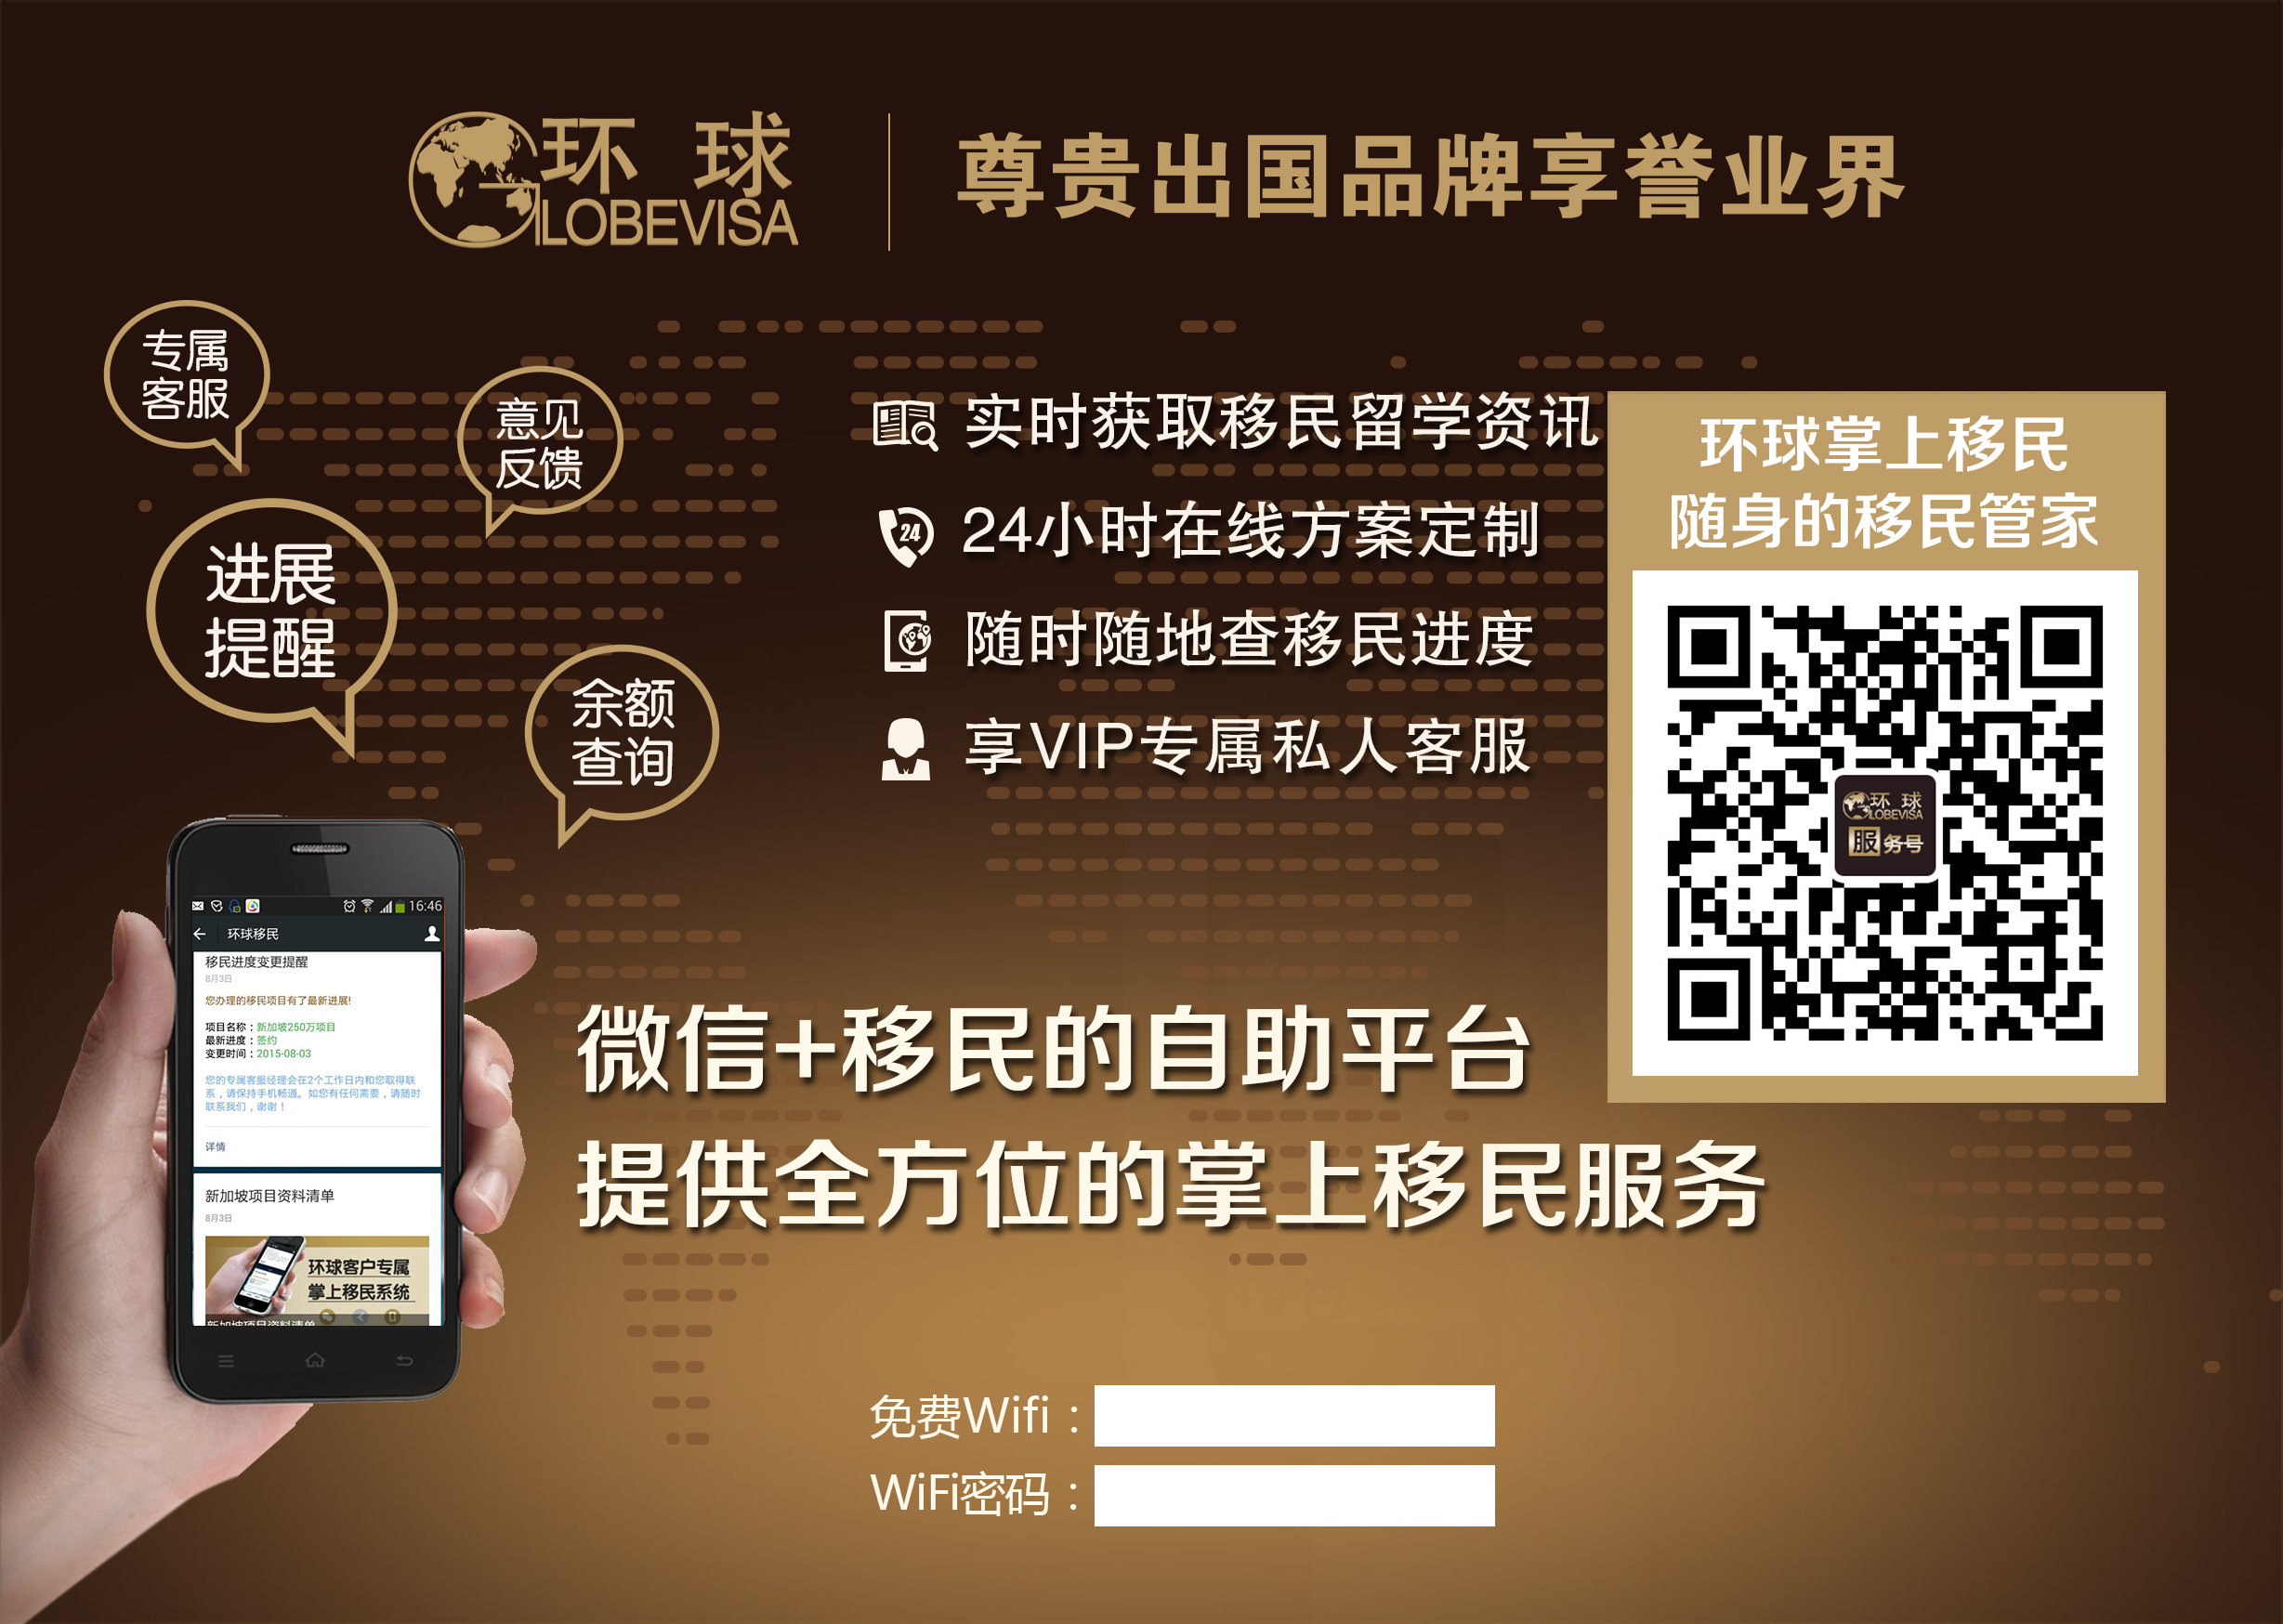 环球
GLOBEVISA
尊贵出国品牌享誉业界
专属
客服
意见
反馈
进展
提醒
余额
查询
实时获取移民留学资讯
24
24小时在线方案定制
随时随地查移民进度
享VIP专属私人客服
环球掌上移民
随身的移民管家
环球
GLOBEVISA
服务号
16:46
环球移民
移民进度变更提醒
8月3日
您办理的移民项目有了最新进展!
项目名称：新加坡250万项目
最新进度：签约
变更时间：2015-08-03
您的专属客服经理会在2个工作日内和您取得联
系，请保持手机畅通。如您有任何需要，请随时
联系我们，谢谢！
详情
新加坡项目资料清单
8月3日
环球客户专属
掌上移民系统
新加坡项目资料清单
微信+移民的自助平台
提供全方位的掌上移民服务
免费Wifi：
WiFi密码：